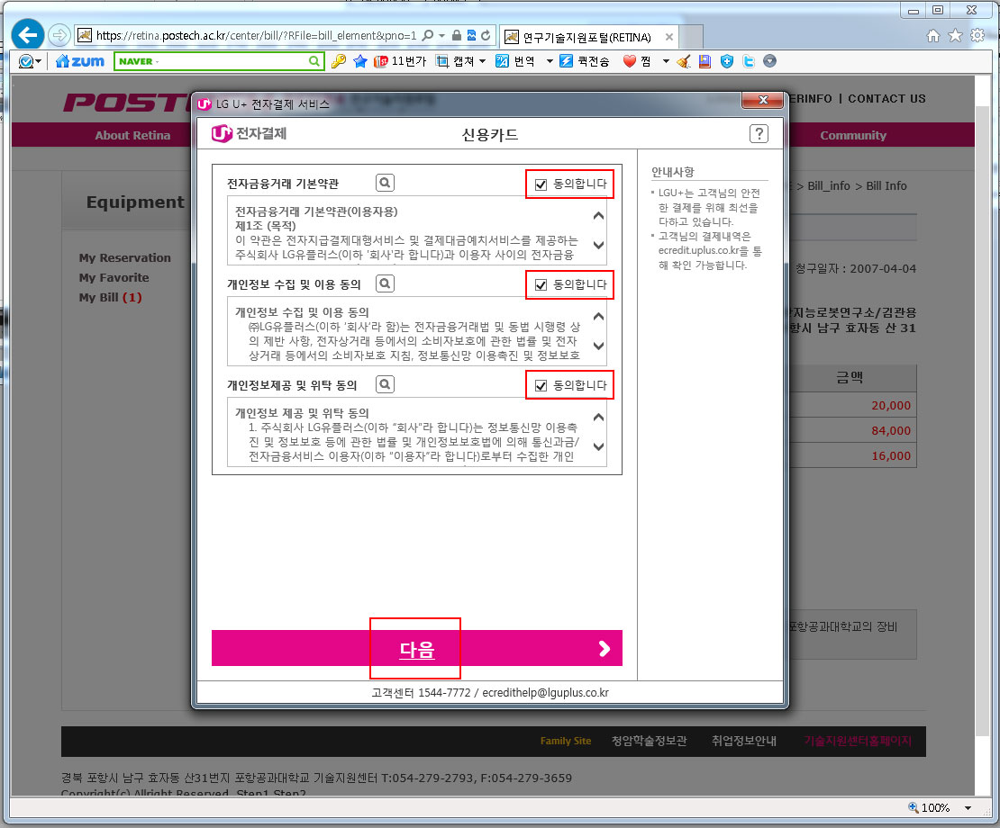 https://retina.postech.ac.kr/center/bill/?RFile=bill_element&pno=1
연구기술지원포털(RETINA)
zum
NAVER
11번가
캡쳐
번역
퀵전송
찜
POST
ERINFO | CONTACT US
About Retina
Community
LG U+ 전자결제 서비스
U+ 전자결제
신용카드
?
Equipment
My Reservation
My Favorite
My Bill (1)
전자금융거래 기본약관
동의합니다
전자금융거래 기본약관(이용자용)
제1조 (목적)
이 약관은 전자지급결제대행서비스 및 결제대금예치서비스를 제공하는
주식회사 LG유플러스(이하 ‘회사’라 합니다)과 이용자 사이의 전자금융
개인정보 수집 및 이용 동의
동의합니다
개인정보 수집 및 이용 동의
㈜LG유플러스(이하 ‘회사’라 함)는 전자금융거래법 및 동법 시행령 상
의 제반 사항, 전자상거래 등에서의 소비자보호에 관한 법률 및 전자
상거래 등에서의 소비자보호 지침, 정보통신망 이용촉진 및 정보보호
개인정보제공 및 위탁 동의
동의합니다
개인정보 제공 및 위탁 동의
1. 주식회사 LG유플러스(이하 “회사”라 합니다)는 정보통신망 이용촉
진 및 정보보호 등에 관한 법률 및 개인정보보호법에 의해 통신과금/
전자금융서비스 이용자(이하 “이용자”라 합니다)로부터 수집한 개인
다음
안내사항
LGU+는 고객님의 안전
한 결제를 위해 최선을
다하고 있습니다.
고객님의 결제내역은
ecredit.uplus.co.kr을 통
해 확인 가능합니다.
고객센터 1544-7772 / ecredithelp@lguplus.co.kr
> Bill_info > Bill Info
청구일자 : 2007-04-04
지능로봇연구소/김관용
항시 남구 효자동 산 31
금액
20,000
84,000
16,000
포항공과대학교의 장비
Family Site
청암학술정보관
취업정보안내
기술지원센터홈페이지
경북 포항시 남구 효자동 산31번지 포항공과대학교 기술지원센터 T:054-279-2793, F:054-279-3659
Copyright(c) Allright Reserved. Step1 Step2
100%